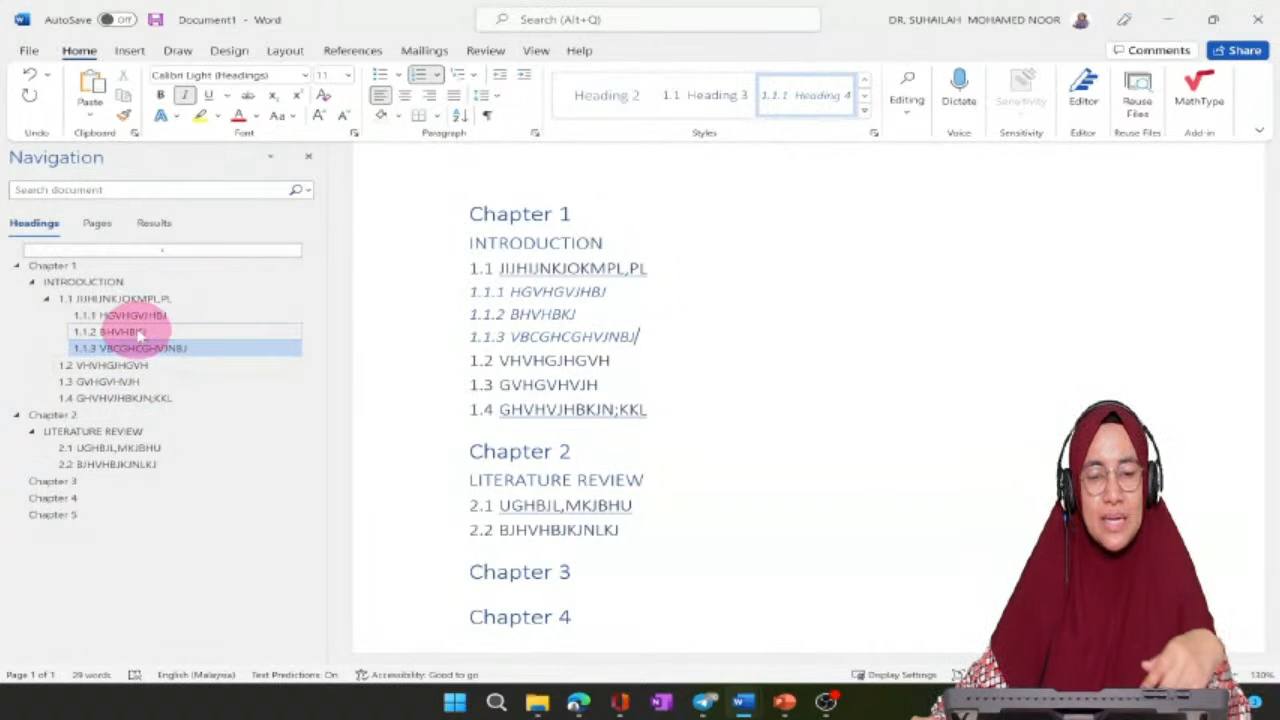 AutoSave Off Document1 - Word Search (Alt+Q) DR. SUHAILAH MOHAMED NOOR
File Home Insert Draw Design Layout References Mailings Review View Help Comments Share
Calibri Light (Headings) 11
Paste
Heading 2 1.1 Heading 3 1.1.1 Heading 4
Editing Dictate Sensitivity Editor Reuse Files MathType
Undo Clipboard Font Paragraph Styles Voice Sensitivity Editor Reuse Files Add-in
Navigation
Search document
Headings Pages Results
Chapter 1
INTRODUCTION
1.1 JIJHIJNKJOKMPL,PL
1.1.1 HGVHGVJHBJ
1.1.2 BHVHBKJ
1.1.3 VBCGHCGHVJNBJ
1.2 VHVHGJHGVH
1.3 GVHGVHVJH
1.4 GHVHVJHBKJN;KKL
Chapter 2
LITERATURE REVIEW
2.1 UGHBJL,MKJBHU
2.2 BJHVHBJKJNLKJ
Chapter 3
Chapter 4
Chapter 5
Chapter 1
INTRODUCTION
1.1 JIJHIJNKJOKMPL,PL
1.1.1 HGVHGVJHBJ
1.1.2 BHVHBKJ
1.1.3 VBCGHCGHVJNBJ
1.2 VHVHGJHGVH
1.3 GVHGVHVJH
1.4 GHVHVJHBKJN;KKL
Chapter 2
LITERATURE REVIEW
2.1 UGHBJL,MKJBHU
2.2 BJHVHBJKJNLKJ
Chapter 3
Chapter 4
Page 1 of 1 29 words English (Malaysia) Text Predictions: On Accessibility: Good to go Display Settings 130%